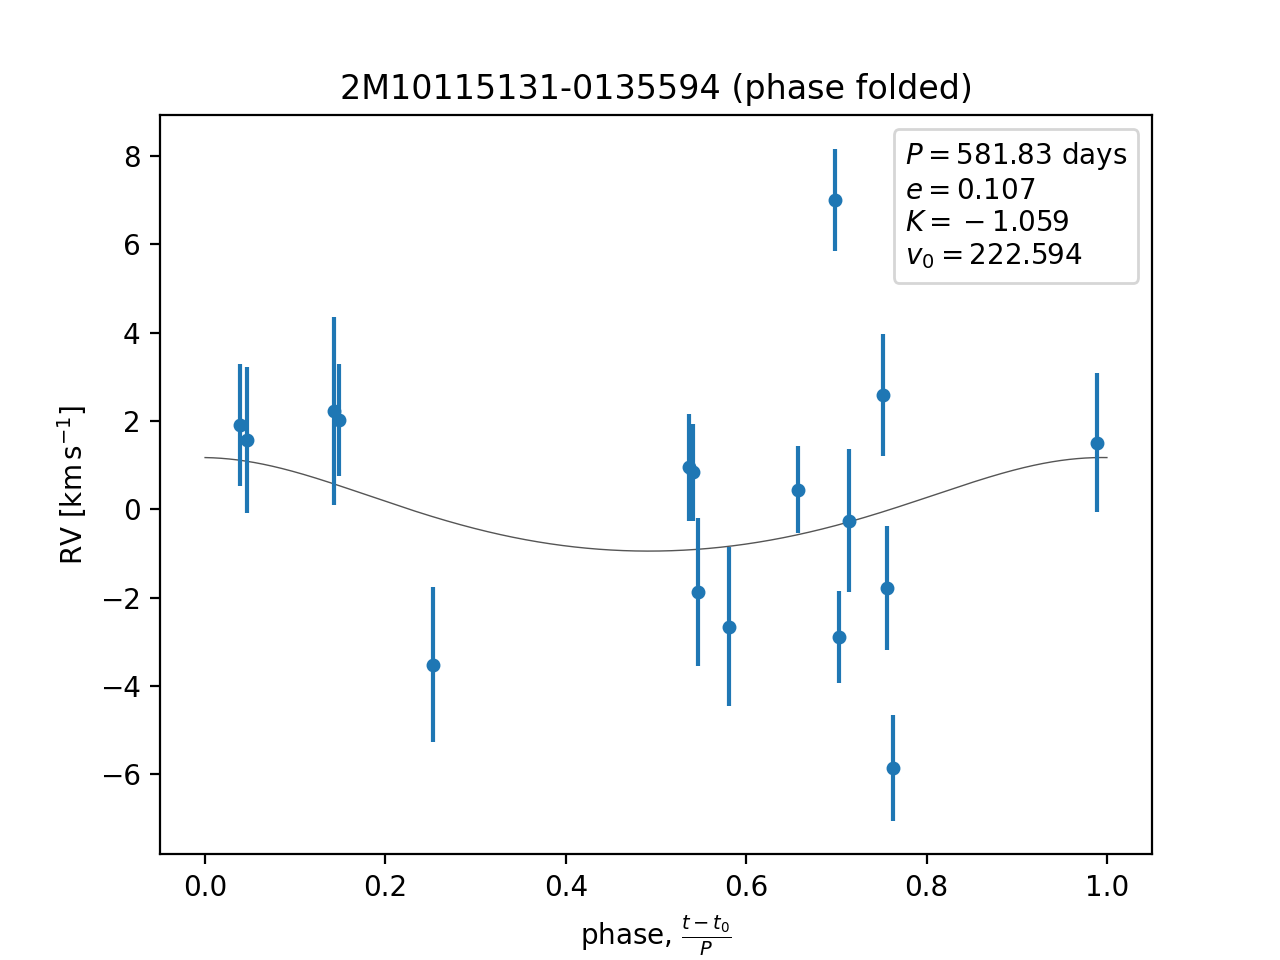 2M10115131-0135594 (phase folded)
P = 581.83 days
e = 0.107
K = −1.059
v₀ = 222.594
8
6
4
2
0
−2
−4
−6
RV [km s⁻¹]
0.0 0.2 0.4 0.6 0.8 1.0
phase, (t − t₀)/P